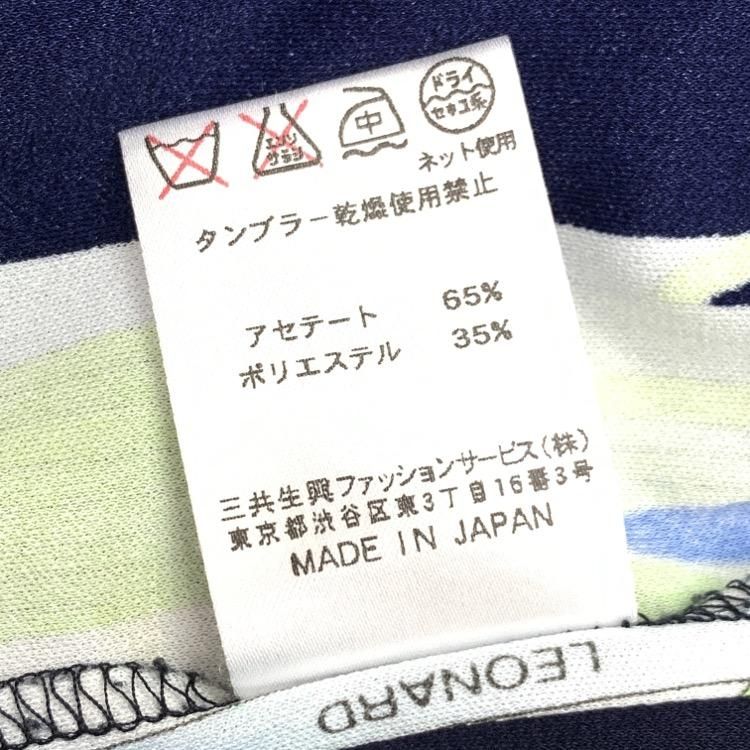 エンソ
サラシ
中
ドライ
セキユ系
ネット使用
タンブラー乾燥使用禁止
アセテート 65%
ポリエステル 35%
三共生興ファッションサービス(株)
東京都渋谷区東3丁目16番3号
MADE IN JAPAN
LEONARD